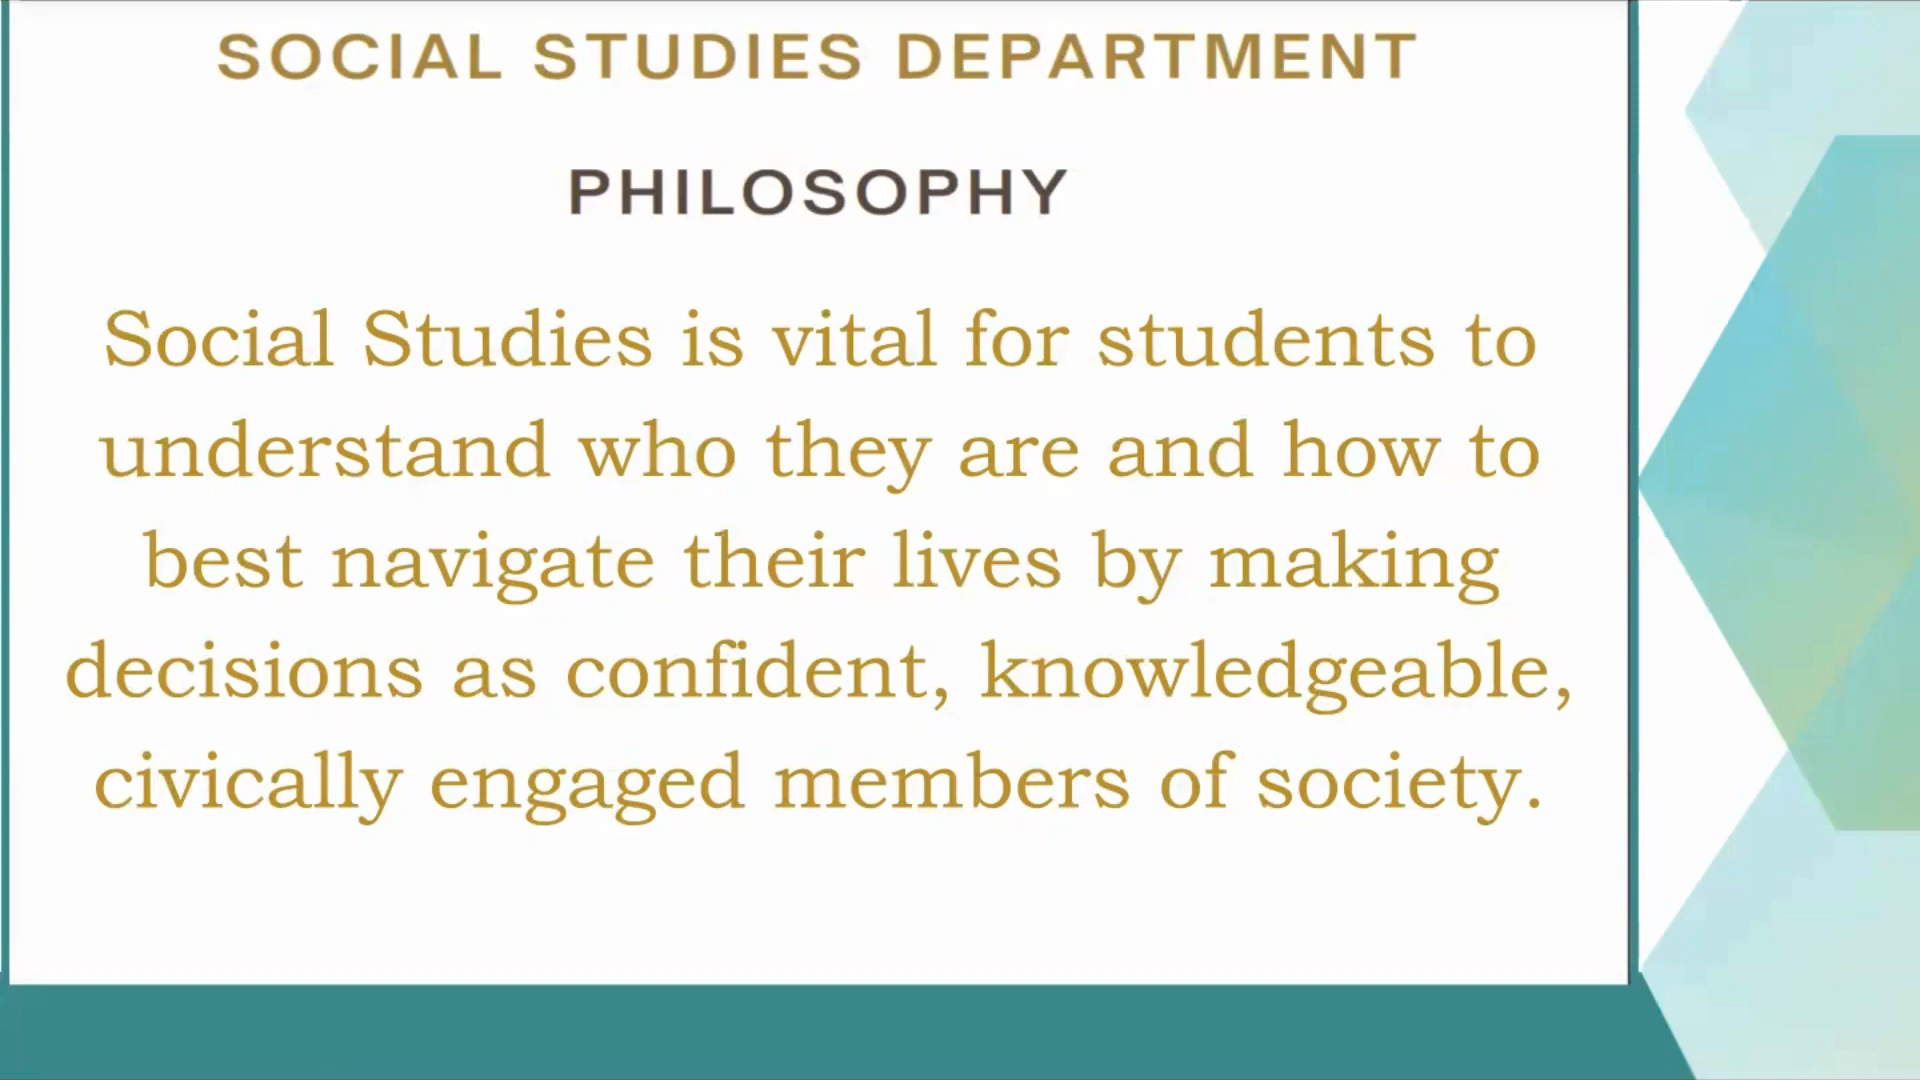 SOCIAL STUDIES DEPARTMENT
PHILOSOPHY
Social Studies is vital for students to
understand who they are and how to
best navigate their lives by making
decisions as confident, knowledgeable,
civically engaged members of society.